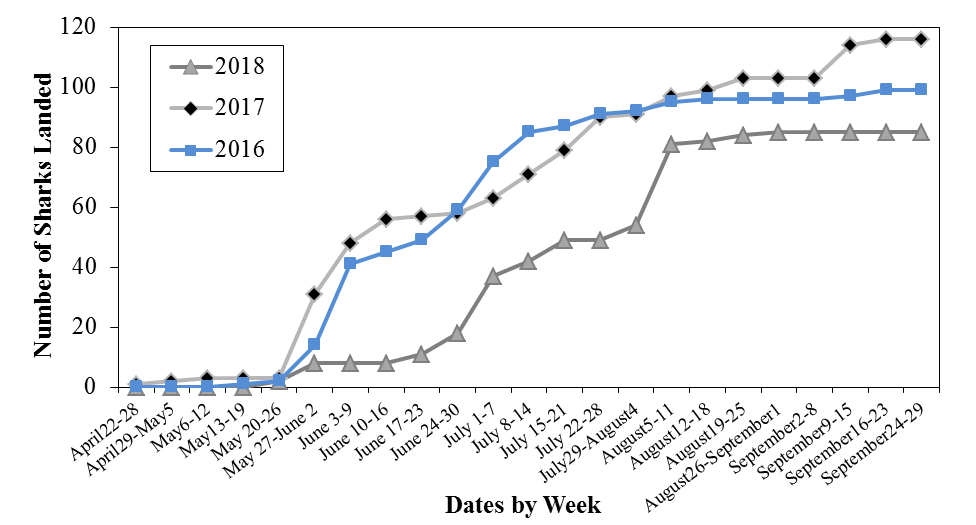 120
100
80
60
40
20
0
Number of Sharks Landed
2018
2017
2016
April22-28
April29-May5
May6-12
May13-19
May 20-26
May 27-June 2
June 3-9
June 10-16
June 17-23
June 24-30
July 1-7
July 8-14
July 15-21
July 22-28
July29-August4
August5-11
August12-18
August19-25
August26-September1
September2-8
September9-15
September16-23
September24-29
Dates by Week